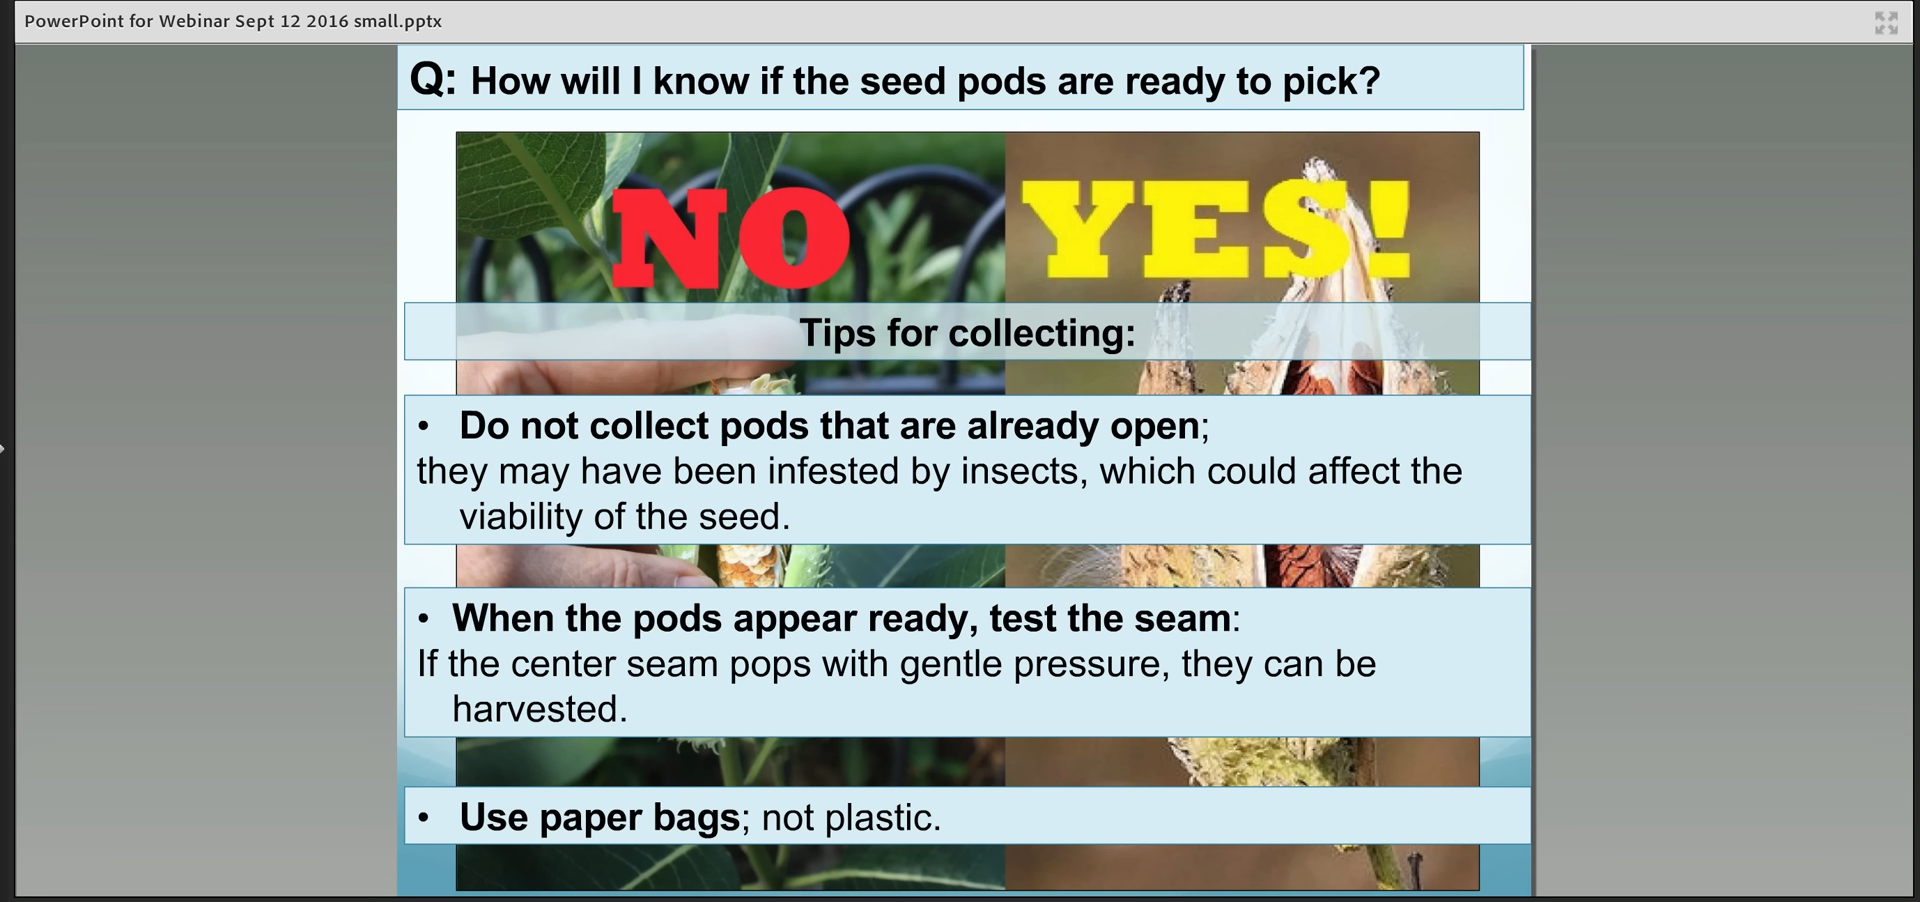 PowerPoint for Webinar Sept 12 2016 small.pptx
Q: How will I know if the seed pods are ready to pick?
NO YES!
Tips for collecting:
• Do not collect pods that are already open;
they may have been infested by insects, which could affect the
viability of the seed.
• When the pods appear ready, test the seam:
If the center seam pops with gentle pressure, they can be
harvested.
• Use paper bags; not plastic.